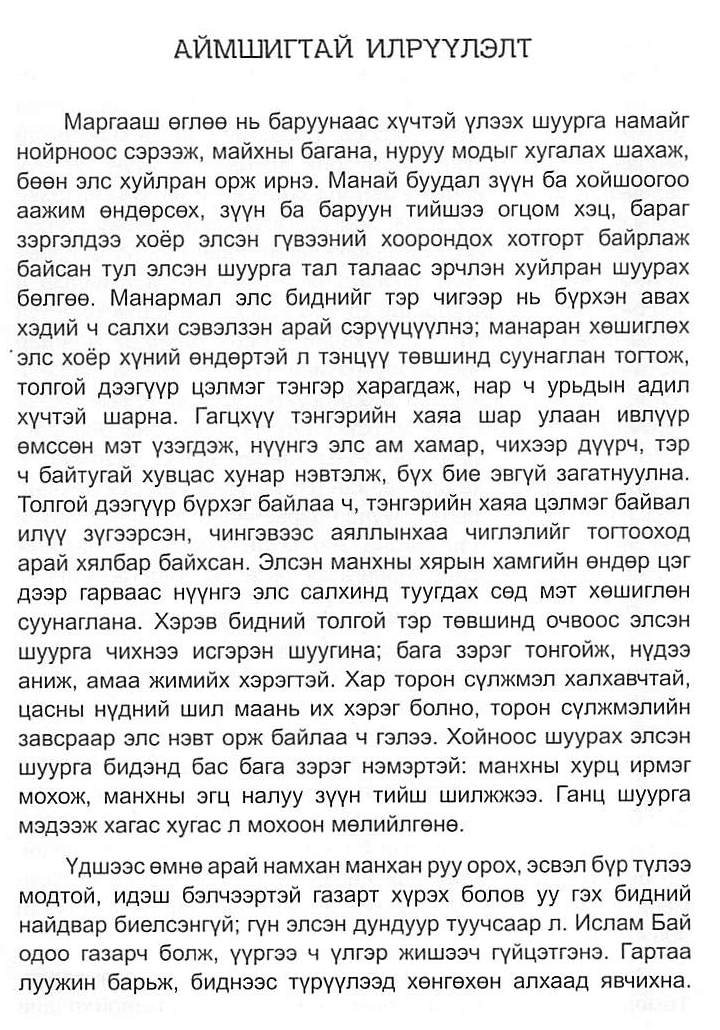 АЙМШИГТАЙ ИЛРҮҮЛЭЛТ
Маргааш өглөө нь баруунаас хүчтэй үлээх шуурга намайг
нойрноос сэрээж, майхны багана, нуруу модыг хугалах шахаж,
бөөн элс хуйлран орж ирнэ. Манай буудал зүүн ба хойшоогоо
аажим өндөрсөх, зүүн ба баруун тийшээ огцом хэц, бараг
зэргэлдээ хоёр элсэн гүвээний хоорондох хотгорт байрлаж
байсан тул элсэн шуурга тал талаас эрчлэн хуйлран шуурах
бөлгөө. Манармал элс биднийг тэр чигээр нь бүрхэн авах
хэдий ч салхи сэвэлзэн арай сэрүүцүүлнэ; манаран хөшиглөх
элс хоёр хүний өндөртэй л тэнцүү төвшинд суунаглан тогтож,
толгой дээгүүр цэлмэг тэнгэр харагдаж, нар ч урьдын адил
хүчтэй шарна. Гагцхүү тэнгэрийн хаяа шар улаан ивлүүр
өмссөн мэт үзэгдэж, нүүнгэ элс ам хамар, чихээр дүүрч, тэр
ч байтугай хувцас хунар нэвтэлж, бүх бие эвгүй загатнуулна.
Толгой дээгүүр бүрхэг байлаа ч, тэнгэрийн хаяа цэлмэг байвал
илүү зүгээрсэн, чингэвээс аяллынхаа чиглэлийг тогтооход
арай хялбар байхсан. Элсэн манхны хярын хамгийн өндөр цэг
дээр гарваас нүүнгэ элс салхинд туугдах сөд мэт хөшиглөн
суунаглана. Хэрэв бидний толгой тэр төвшинд очвоос элсэн
шуурга чихнээ исгэрэн шуугина; бага зэрэг тонгойж, нүдээ
аниж, амаа жимийх хэрэгтэй. Хар торон сүлжмэл халхавчтай,
цасны нүдний шил маань их хэрэг болно, торон сүлжмэлийн
завсраар элс нэвт орж байлаа ч гэлээ. Хойноос шуурах элсэн
шуурга бидэнд бас бага зэрэг нэмэртэй: манхны хурц ирмэг
мохож, манхны эгц налуу зүүн тийш шилжжээ. Ганц шуурга
мэдээж хагас хугас л мохоон мөлийлгөнө.
Үдшээс өмнө арай намхан манхан руу орох, эсвэл бүр түлээ
модтой, идэш бэлчээртэй газарт хүрэх болов уу гэх бидний
найдвар биелсэнгүй; гүн элсэн дундуур туучсаар л. Ислам Бай
одоо газарч болж, үүргээ ч үлгэр жишээч гүйцэтгэнэ. Гартаа
луужин барьж, биднээс түрүүлээд хөнгөхөн алхаад явчихна.